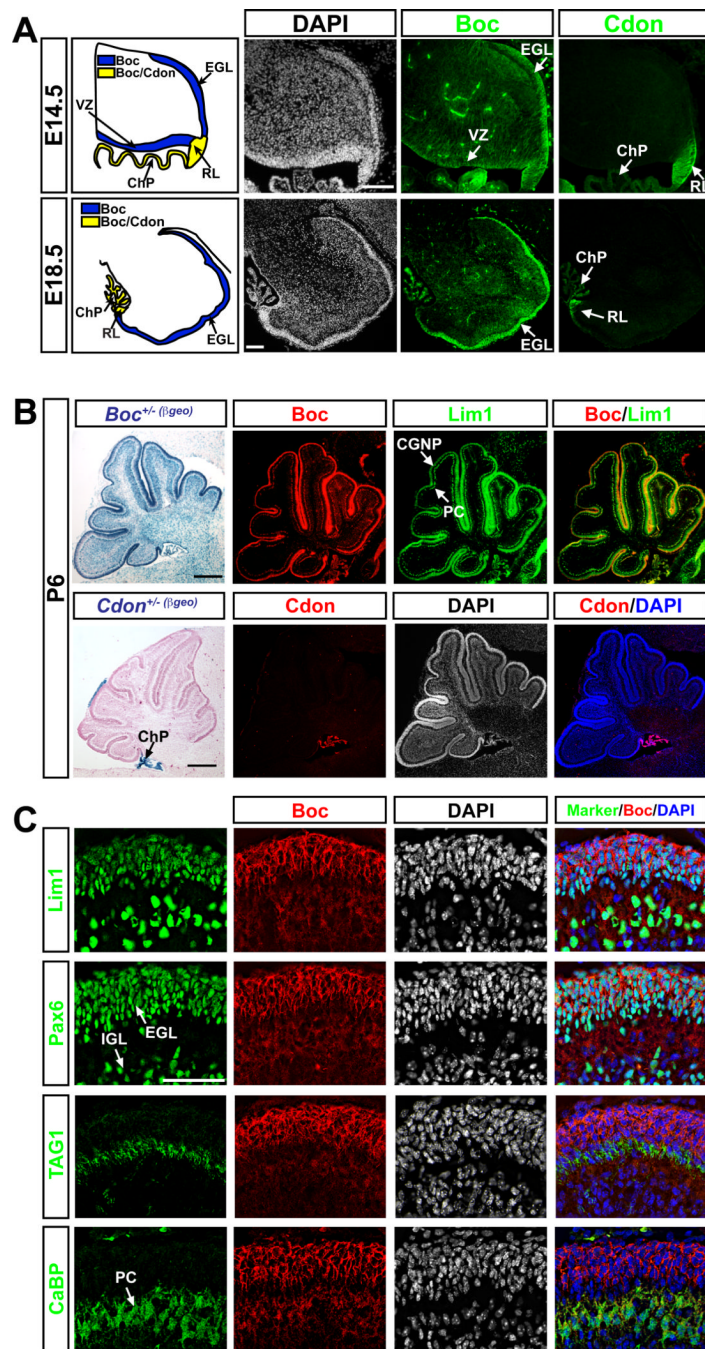 A
DAPI
Boc
Cdon
E14.5
Boc
Boc/Cdon
EGL
VZ
ChP
RL
EGL
VZ
ChP
RL
E18.5
Boc
Boc/Cdon
ChP
RL
EGL
EGL
ChP
RL
B
Boc+/- (βgeo)
Boc
Lim1
Boc/Lim1
P6
CGNP
PC
Cdon+/- (βgeo)
Cdon
DAPI
Cdon/DAPI
ChP
C
Boc
DAPI
Marker/Boc/DAPI
Lim1
Pax6
IGL
EGL
TAG1
CaBP
PC